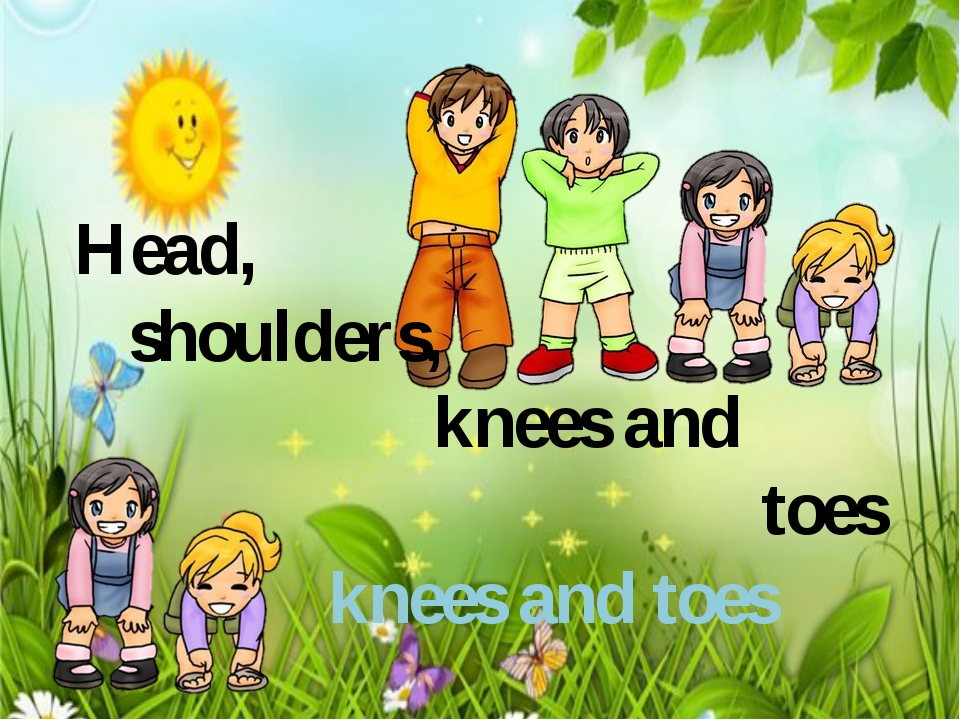 Head,
shoulders,
knees and
toes
knees and toes